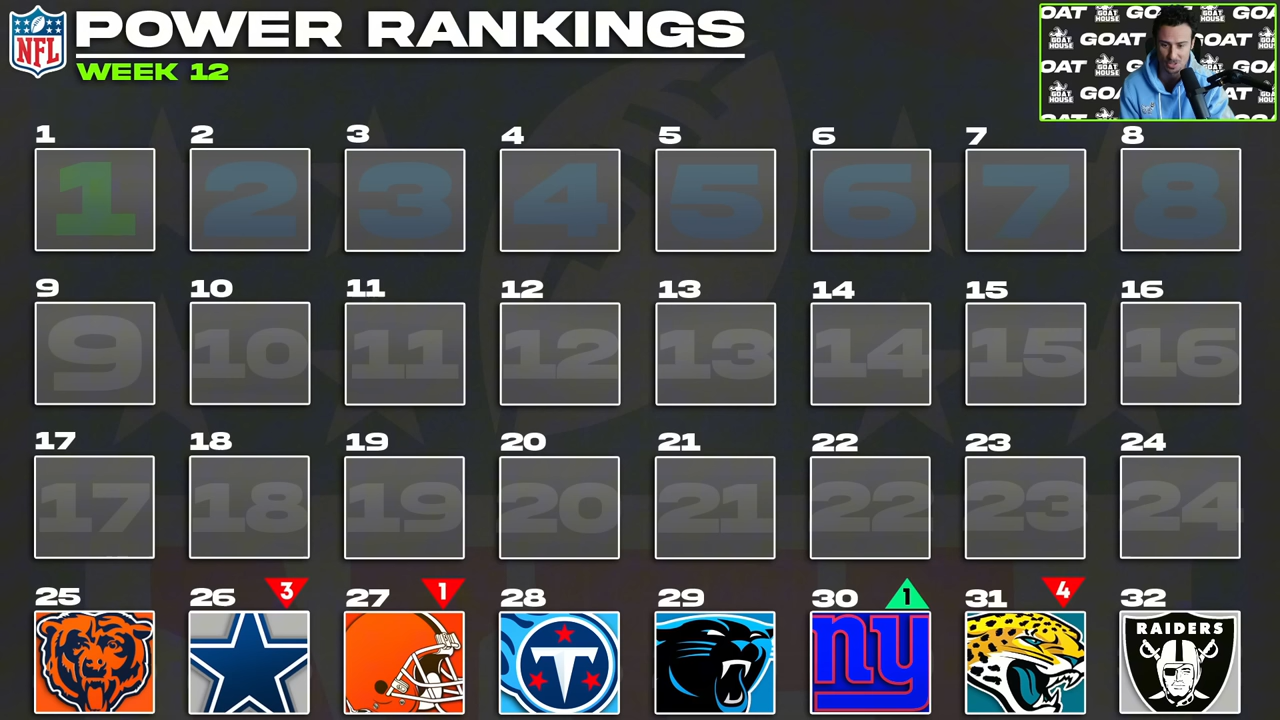 NFL
POWER RANKINGS
WEEK 12
GOAT HOUSE GOAT
1 2 3 4 5 6 7 8
1 2 3 4 5 6 7 8
9 10 11 12 13 14 15 16
9 10 11 12 13 14 15 16
17 18 19 20 21 22 23 24
17 18 19 20 21 22 23 24
25 26 3 27 1 28 29 30 1 31 4 32
T ny RAIDERS